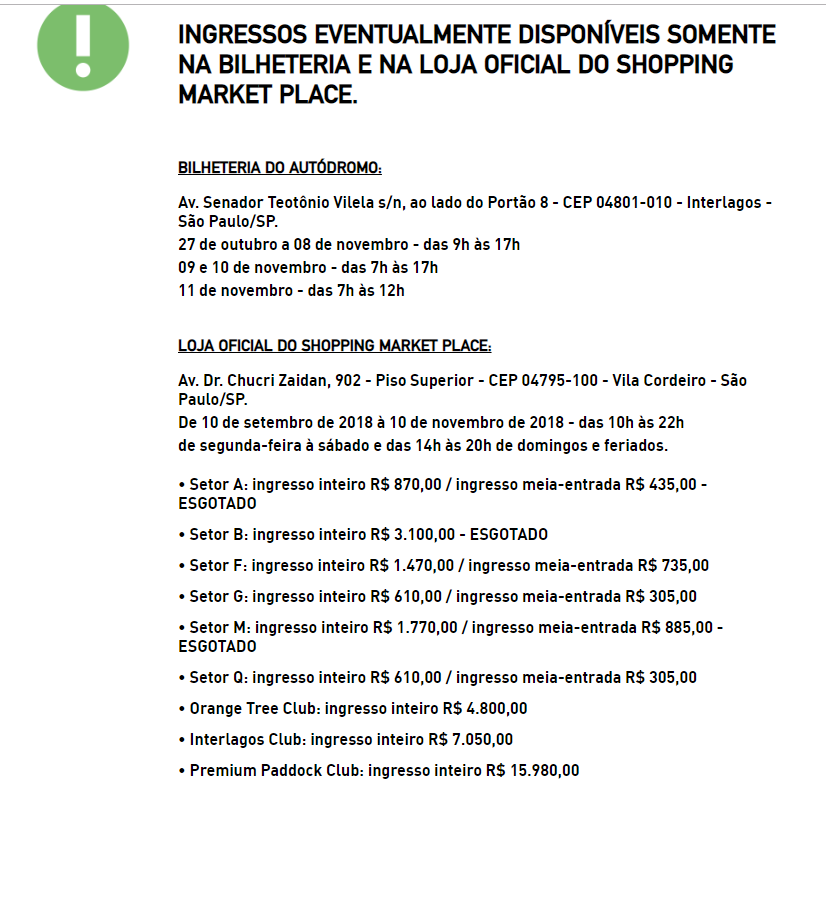 INGRESSOS EVENTUALMENTE DISPONÍVEIS SOMENTE
NA BILHETERIA E NA LOJA OFICIAL DO SHOPPING
MARKET PLACE.
BILHETERIA DO AUTÓDROMO:
Av. Senador Teotônio Vilela s/n, ao lado do Portão 8 - CEP 04801-010 - Interlagos -
São Paulo/SP.
27 de outubro a 08 de novembro - das 9h às 17h
09 e 10 de novembro - das 7h às 17h
11 de novembro - das 7h às 12h
LOJA OFICIAL DO SHOPPING MARKET PLACE:
Av. Dr. Chucri Zaidan, 902 - Piso Superior - CEP 04795-100 - Vila Cordeiro - São
Paulo/SP.
De 10 de setembro de 2018 à 10 de novembro de 2018 - das 10h às 22h
de segunda-feira à sábado e das 14h às 20h de domingos e feriados.
• Setor A: ingresso inteiro R$ 870,00 / ingresso meia-entrada R$ 435,00 -
ESGOTADO
• Setor B: ingresso inteiro R$ 3.100,00 - ESGOTADO
• Setor F: ingresso inteiro R$ 1.470,00 / ingresso meia-entrada R$ 735,00
• Setor G: ingresso inteiro R$ 610,00 / ingresso meia-entrada R$ 305,00
• Setor M: ingresso inteiro R$ 1.770,00 / ingresso meia-entrada R$ 885,00 -
ESGOTADO
• Setor Q: ingresso inteiro R$ 610,00 / ingresso meia-entrada R$ 305,00
• Orange Tree Club: ingresso inteiro R$ 4.800,00
• Interlagos Club: ingresso inteiro R$ 7.050,00
• Premium Paddock Club: ingresso inteiro R$ 15.980,00